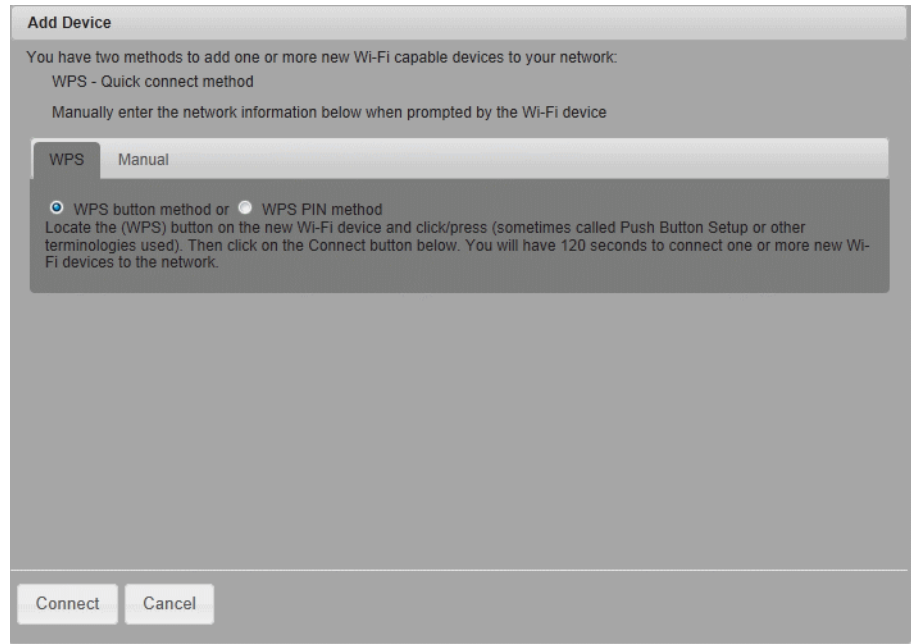 Add Device
You have two methods to add one or more new Wi-Fi capable devices to your network:
WPS - Quick connect method
Manually enter the network information below when prompted by the Wi-Fi device
WPS Manual
WPS button method or WPS PIN method
Locate the (WPS) button on the new Wi-Fi device and click/press (sometimes called Push Button Setup or other
terminologies used). Then click on the Connect button below. You will have 120 seconds to connect one or more new Wi-
Fi devices to the network.
Connect Cancel